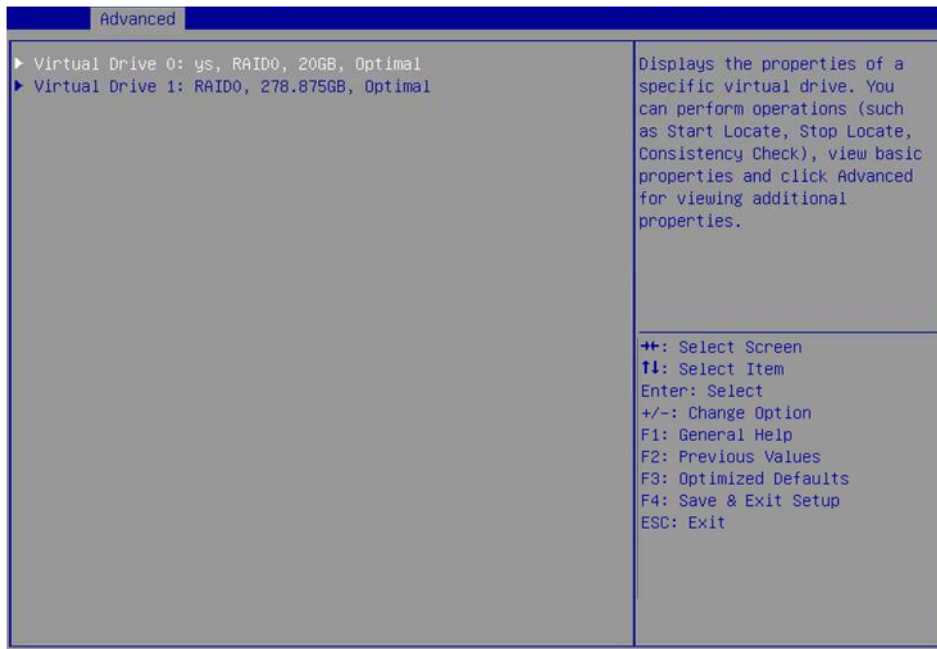 Advanced
▶ Virtual Drive 0: ys, RAID0, 20GB, Optimal
▶ Virtual Drive 1: RAID0, 278.875GB, Optimal
Displays the properties of a
specific virtual drive. You
can perform operations (such
as Start Locate, Stop Locate,
Consistency Check), view basic
properties and click Advanced
for viewing additional
properties.
→←: Select Screen
↑↓: Select Item
Enter: Select
+/-: Change Option
F1: General Help
F2: Previous Values
F3: Optimized Defaults
F4: Save & Exit Setup
ESC: Exit